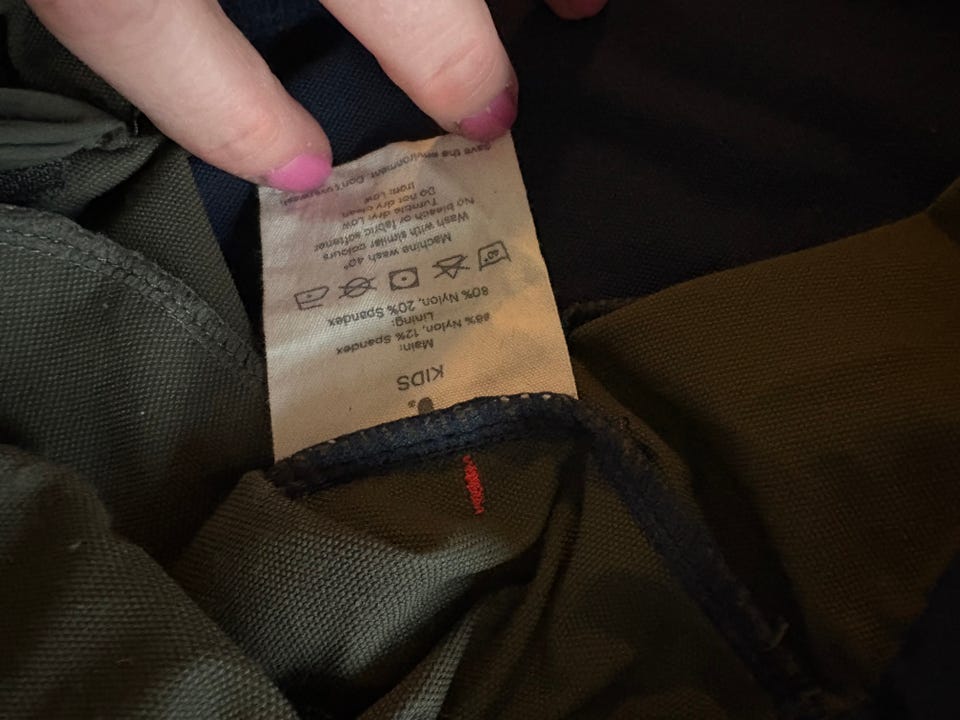 KIDS
Main:
88% Nylon, 12% Spandex
Lining:
80% Nylon, 20% Spandex
40°
Machine wash 40°
Wash with similar colours
No bleach or fabric softener
Tumble dry: Low
Do not dry clean
Iron: Low
Save the environment. Don't